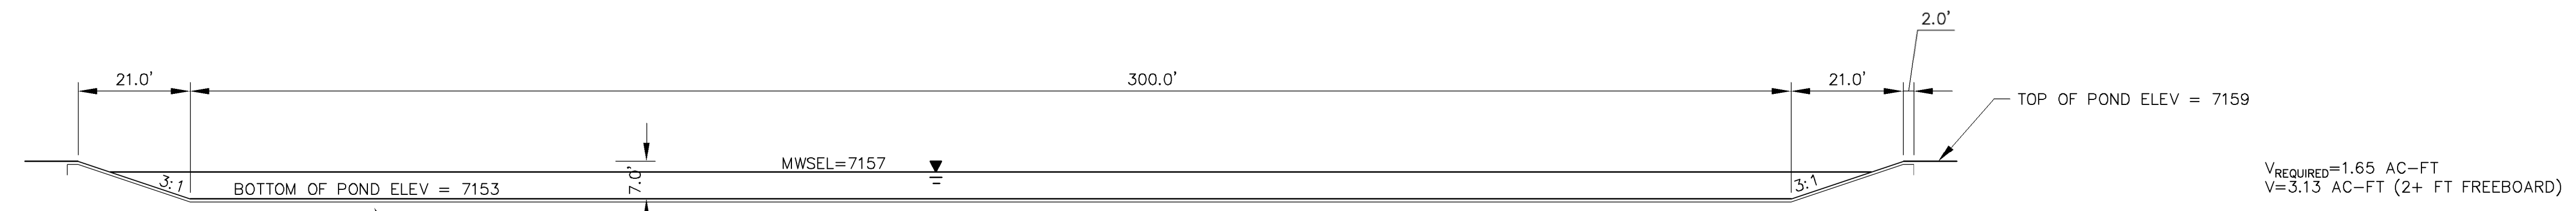 2.0'
21.0'
300.0'
21.0'
TOP OF POND ELEV = 7159
MWSEL=7157
7.0'
3:1
3:1
BOTTOM OF POND ELEV = 7153
VREQUIRED=1.65 AC-FT
V=3.13 AC-FT (2+ FT FREEBOARD)